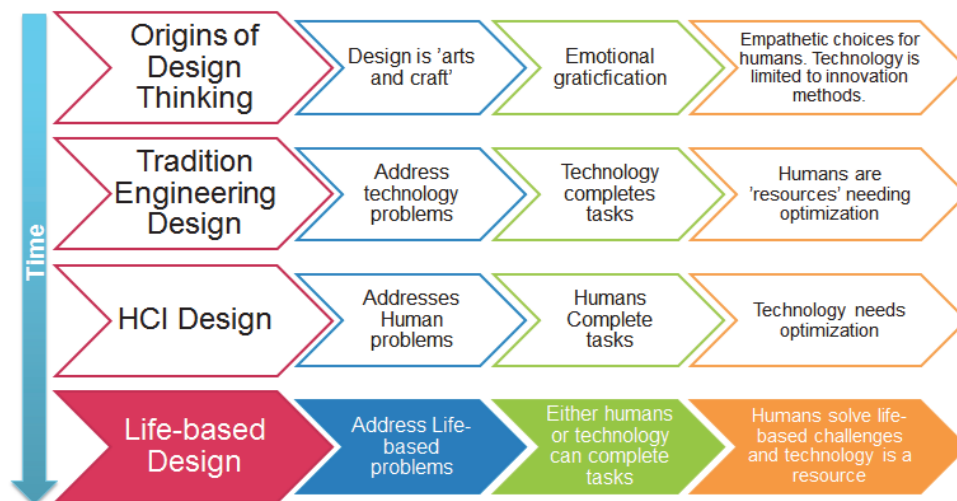 Origins of
Design
Thinking
Design is 'arts
and craft'
Emotional
graticfication
Empathetic choices for
humans. Technology is
limited to innovation
methods.
Tradition
Engineering
Design
Address
technology
problems
Technology
completes
tasks
Humans are
'resources' needing
optimization
Time
HCI Design
Addresses
Human
problems
Humans
Complete
tasks
Technology needs
optimization
Life-based
Design
Address Life-
based
problems
Either humans
or technology
can complete
tasks
Humans solve life-
based challenges
and technology is a
resource